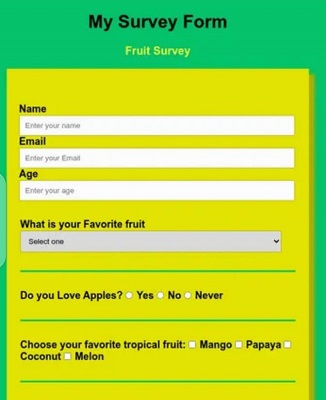 My Survey Form
Fruit Survey
Name
Enter your name
Email
Enter your Email
Age
Enter your age
What is your Favorite fruit
Select one
Do you Love Apples? Yes No Never
Choose your favorite tropical fruit: Mango Papaya
Coconut Melon